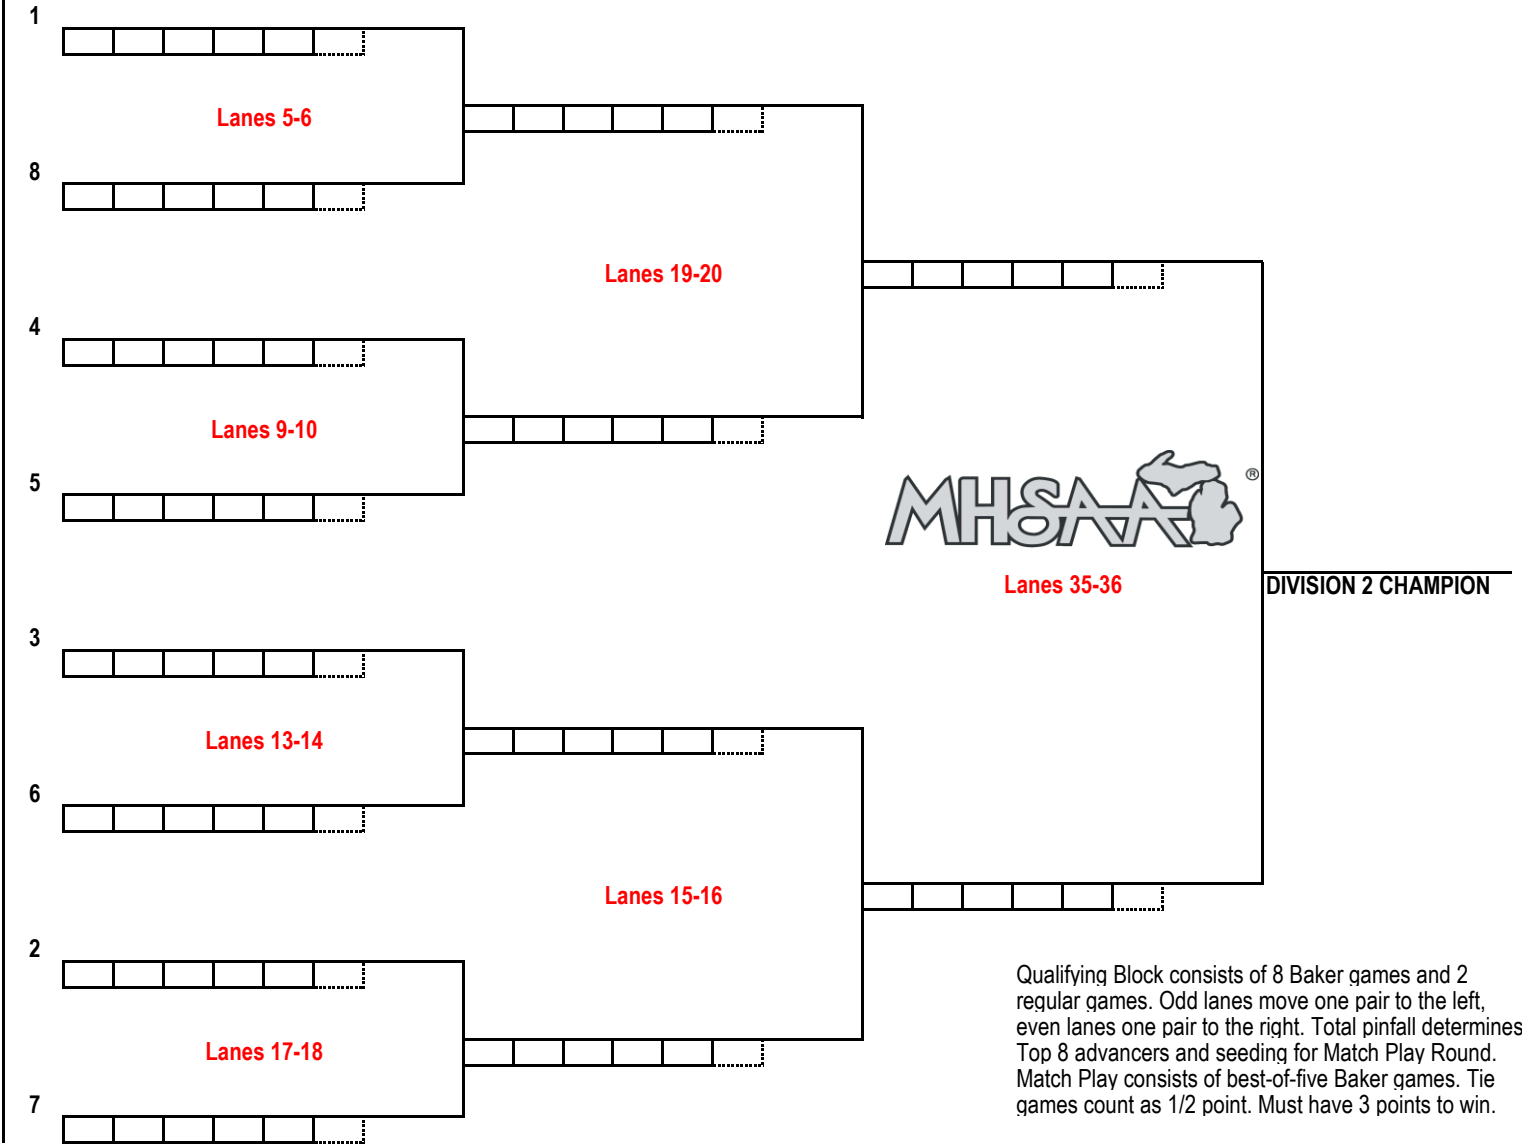 1
Lanes 5-6
8
Lanes 19-20
4
Lanes 9-10
5
MHSAA®
Lanes 35-36
DIVISION 2 CHAMPION
3
Lanes 13-14
6
Lanes 15-16
2
Lanes 17-18
7
Qualifying Block consists of 8 Baker games and 2
regular games. Odd lanes move one pair to the left,
even lanes one pair to the right. Total pinfall determines
Top 8 advancers and seeding for Match Play Round.
Match Play consists of best-of-five Baker games. Tie
games count as 1/2 point. Must have 3 points to win.